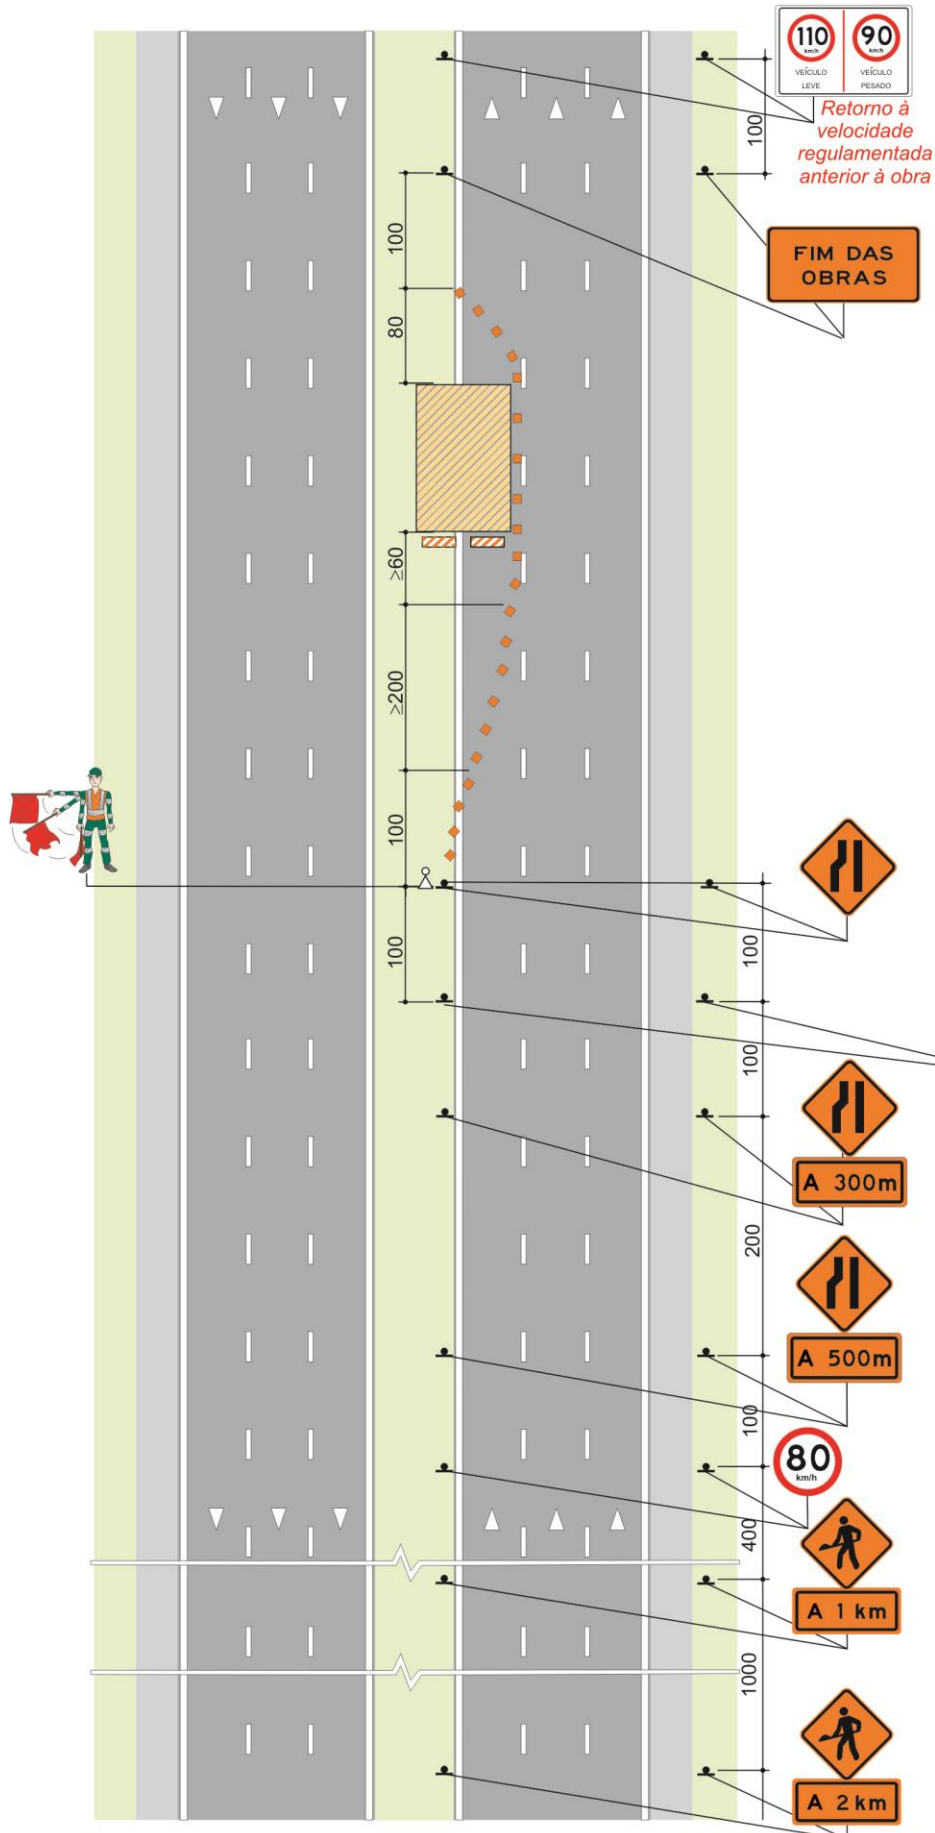 110
km/h
VEÍCULO
LEVE
90
km/h
VEÍCULO
PESADO
Retorno à
velocidade
regulamentada
anterior à obra
100
FIM DAS
OBRAS
100
80
≥60
≥200
100
100
100
100
A 300m
200
A 500m
100
80
km/h
400
A 1 km
1000
A 2 km